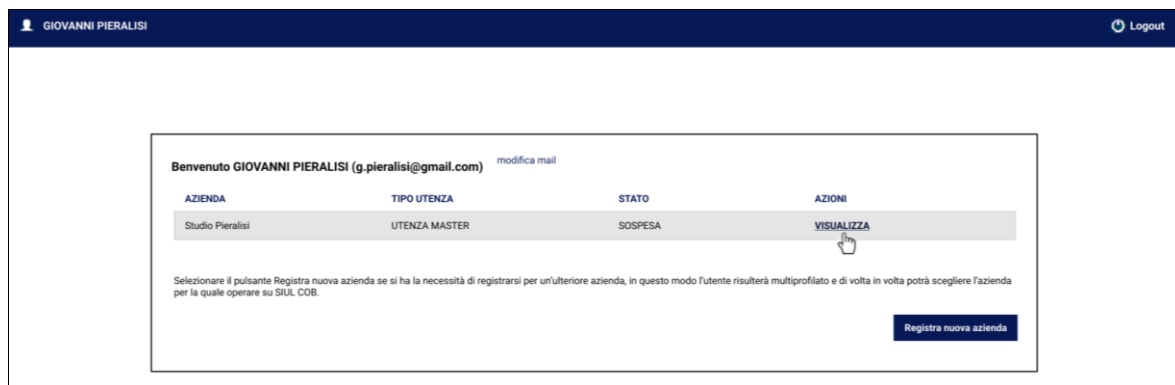 GIOVANNI PIERALISI
Logout
Benvenuto GIOVANNI PIERALISI (g.pieralisi@gmail.com) modifica mail
AZIENDA TIPO UTENZA STATO AZIONI
Studio Pieralisi UTENZA MASTER SOSPESA VISUALIZZA
Selezionare il pulsante Registra nuova azienda se si ha la necessità di registrarsi per un'ulteriore azienda, in questo modo l'utente risulterà multiprofilato e di volta in volta potrà scegliere l'azienda
per la quale operare su SIUL COB.
Registra nuova azienda